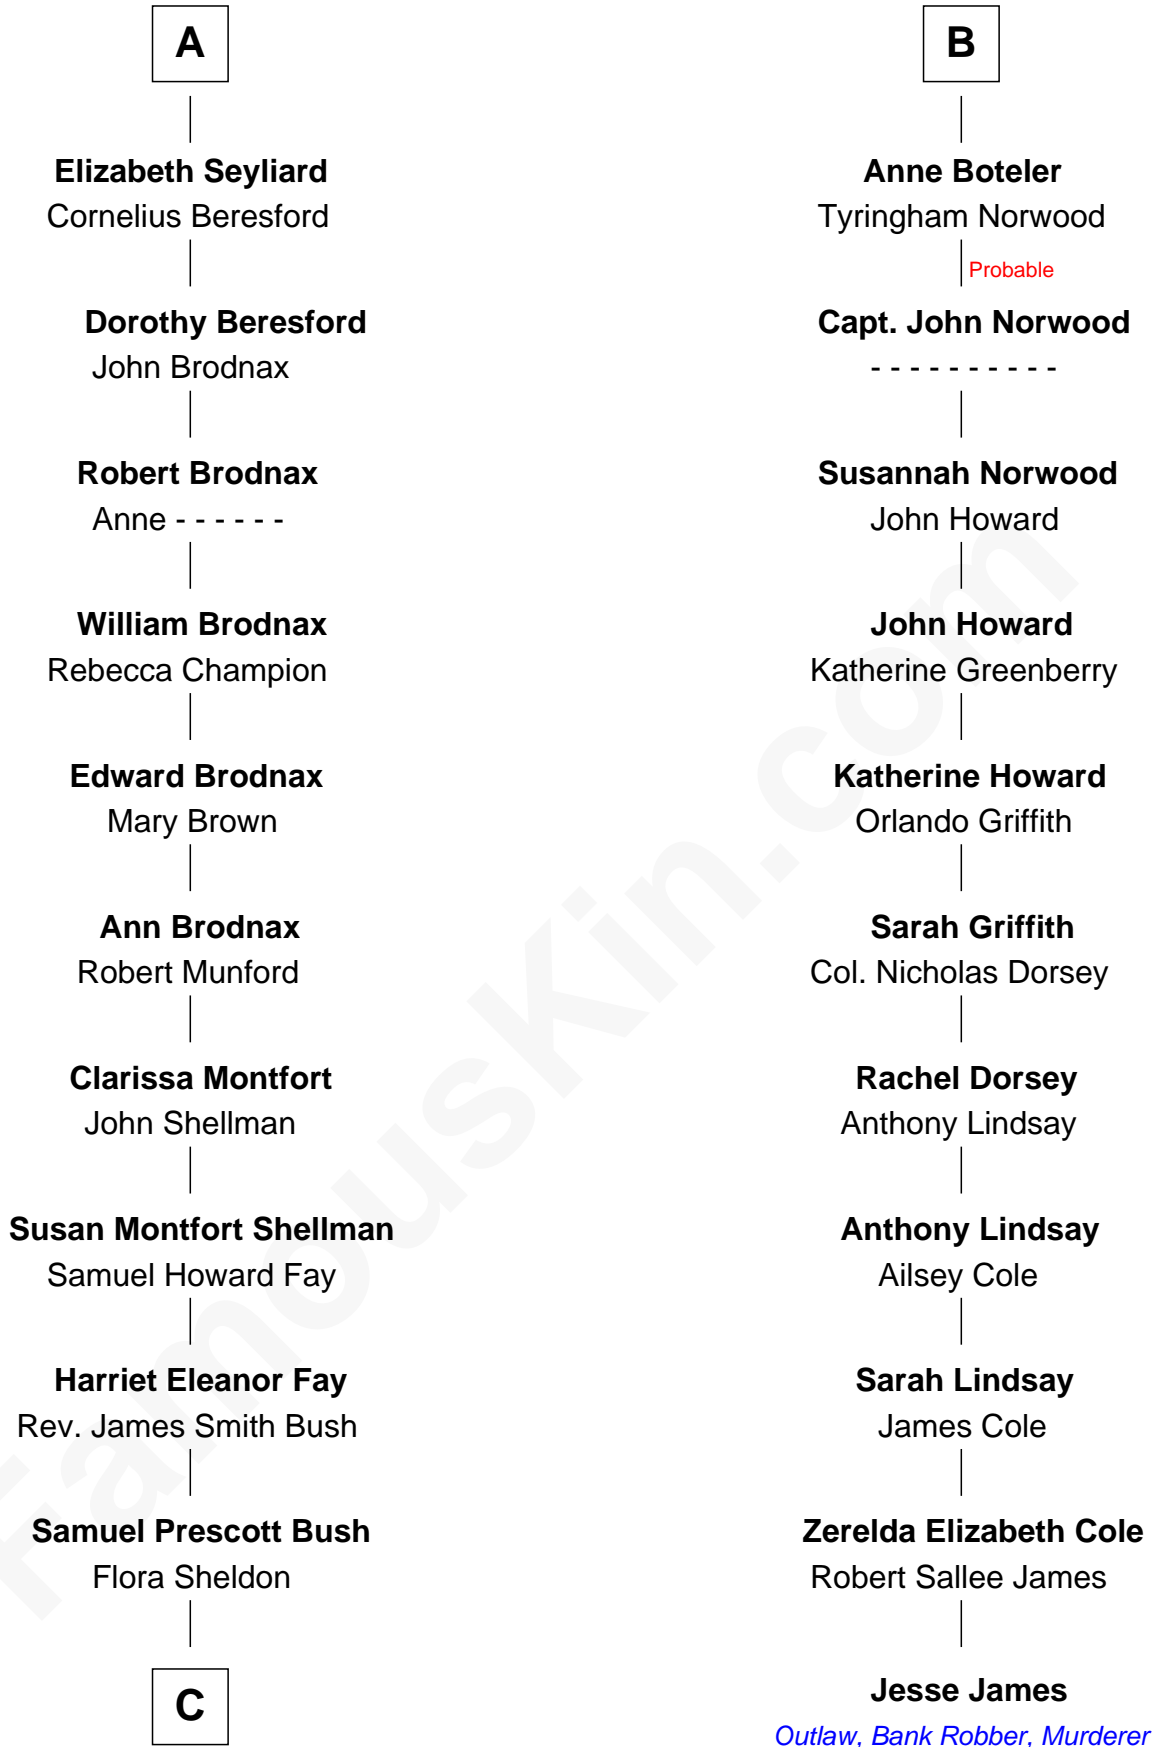 A
Elizabeth Seyliard
Cornelius Beresford
Dorothy Beresford
John Brodnax
Robert Brodnax
Anne - - - - - -
William Brodnax
Rebecca Champion
Edward Brodnax
Mary Brown
Ann Brodnax
Robert Munford
Clarissa Montfort
John Shellman
Susan Montfort Shellman
Samuel Howard Fay
Harriet Eleanor Fay
Rev. James Smith Bush
Samuel Prescott Bush
Flora Sheldon
C
B
Anne Boteler
Tyringham Norwood
Probable
Capt. John Norwood
- - - - - - - - - -
Susannah Norwood
John Howard
John Howard
Katherine Greenberry
Katherine Howard
Orlando Griffith
Sarah Griffith
Col. Nicholas Dorsey
Rachel Dorsey
Anthony Lindsay
Anthony Lindsay
Ailsey Cole
Sarah Lindsay
James Cole
Zerelda Elizabeth Cole
Robert Sallee James
Jesse James
Outlaw, Bank Robber, Murderer
FamousKin.com